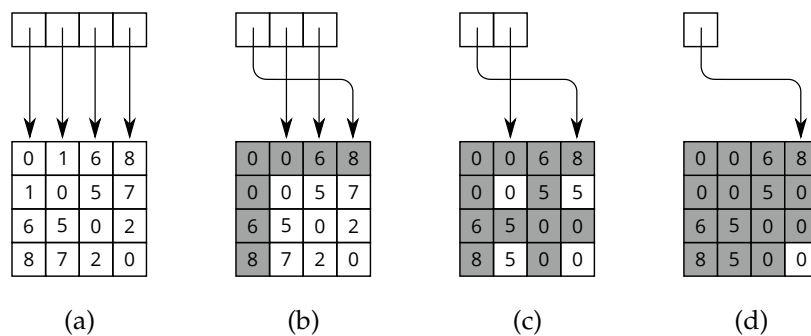 0 1 6 8 0 0 6 8 0 0 6 8 0 0 6 8
1 0 5 7 0 0 5 7 0 0 5 5 0 0 5 0
6 5 0 2 6 5 0 2 6 5 0 0 6 5 0 0
8 7 2 0 8 7 2 0 8 5 0 0 8 5 0 0
(a) (b) (c) (d)